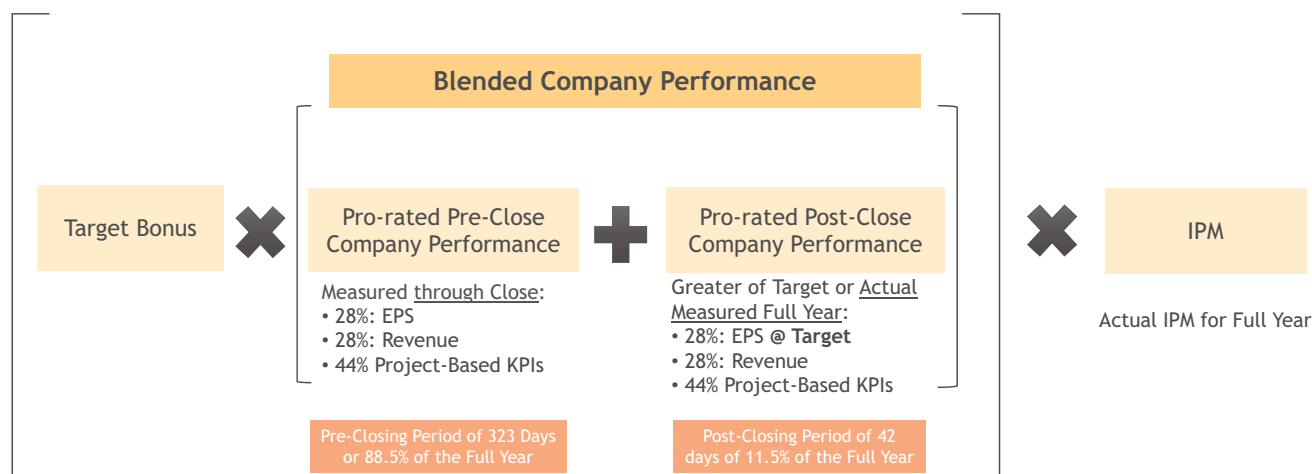 Blended Company Performance
Target Bonus
Pro-rated Pre-Close
Company Performance
Measured through Close:
• 28%: EPS
• 28%: Revenue
• 44% Project-Based KPIs
Pre-Closing Period of 323 Days
or 88.5% of the Full Year
Pro-rated Post-Close
Company Performance
Greater of Target or Actual
Measured Full Year:
• 28%: EPS @ Target
• 28%: Revenue
• 44% Project-Based KPIs
Post-Closing Period of 42
days of 11.5% of the Full Year
IPM
Actual IPM for Full Year